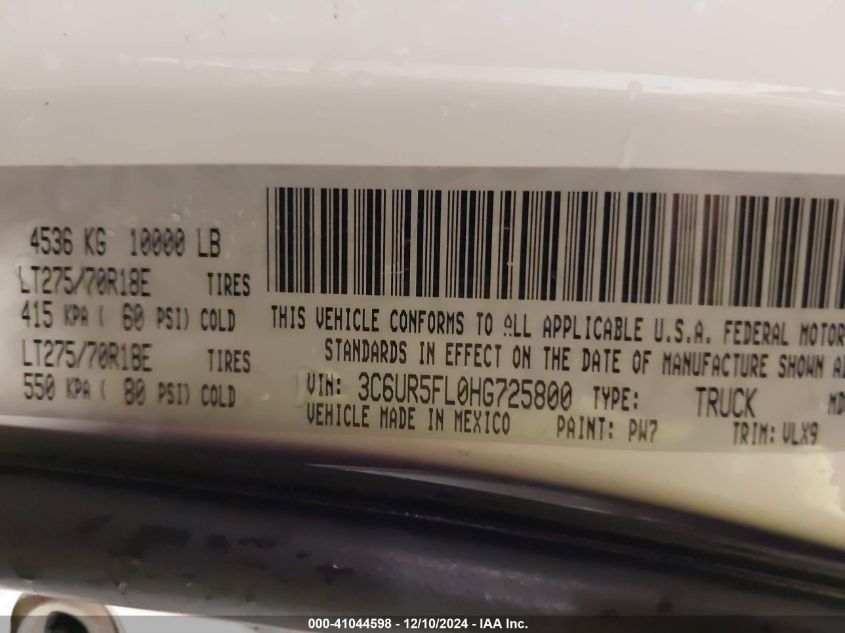 4536 KG 10000 LB
LT275/70R18E TIRES
415 KPA ( 60 PSI) COLD
LT275/70R18E TIRES
550 KPA ( 80 PSI) COLD
THIS VEHICLE CONFORMS TO ALL APPLICABLE U.S.A. FEDERAL MOTOR
STANDARDS IN EFFECT ON THE DATE OF MANUFACTURE SHOWN A
VIN: 3C6UR5FL0HG725800 TYPE: TRUCK MD
VEHICLE MADE IN MEXICO PAINT: PW7 TRIM: VLX9
000-41044598 - 12/10/2024 - IAA Inc.